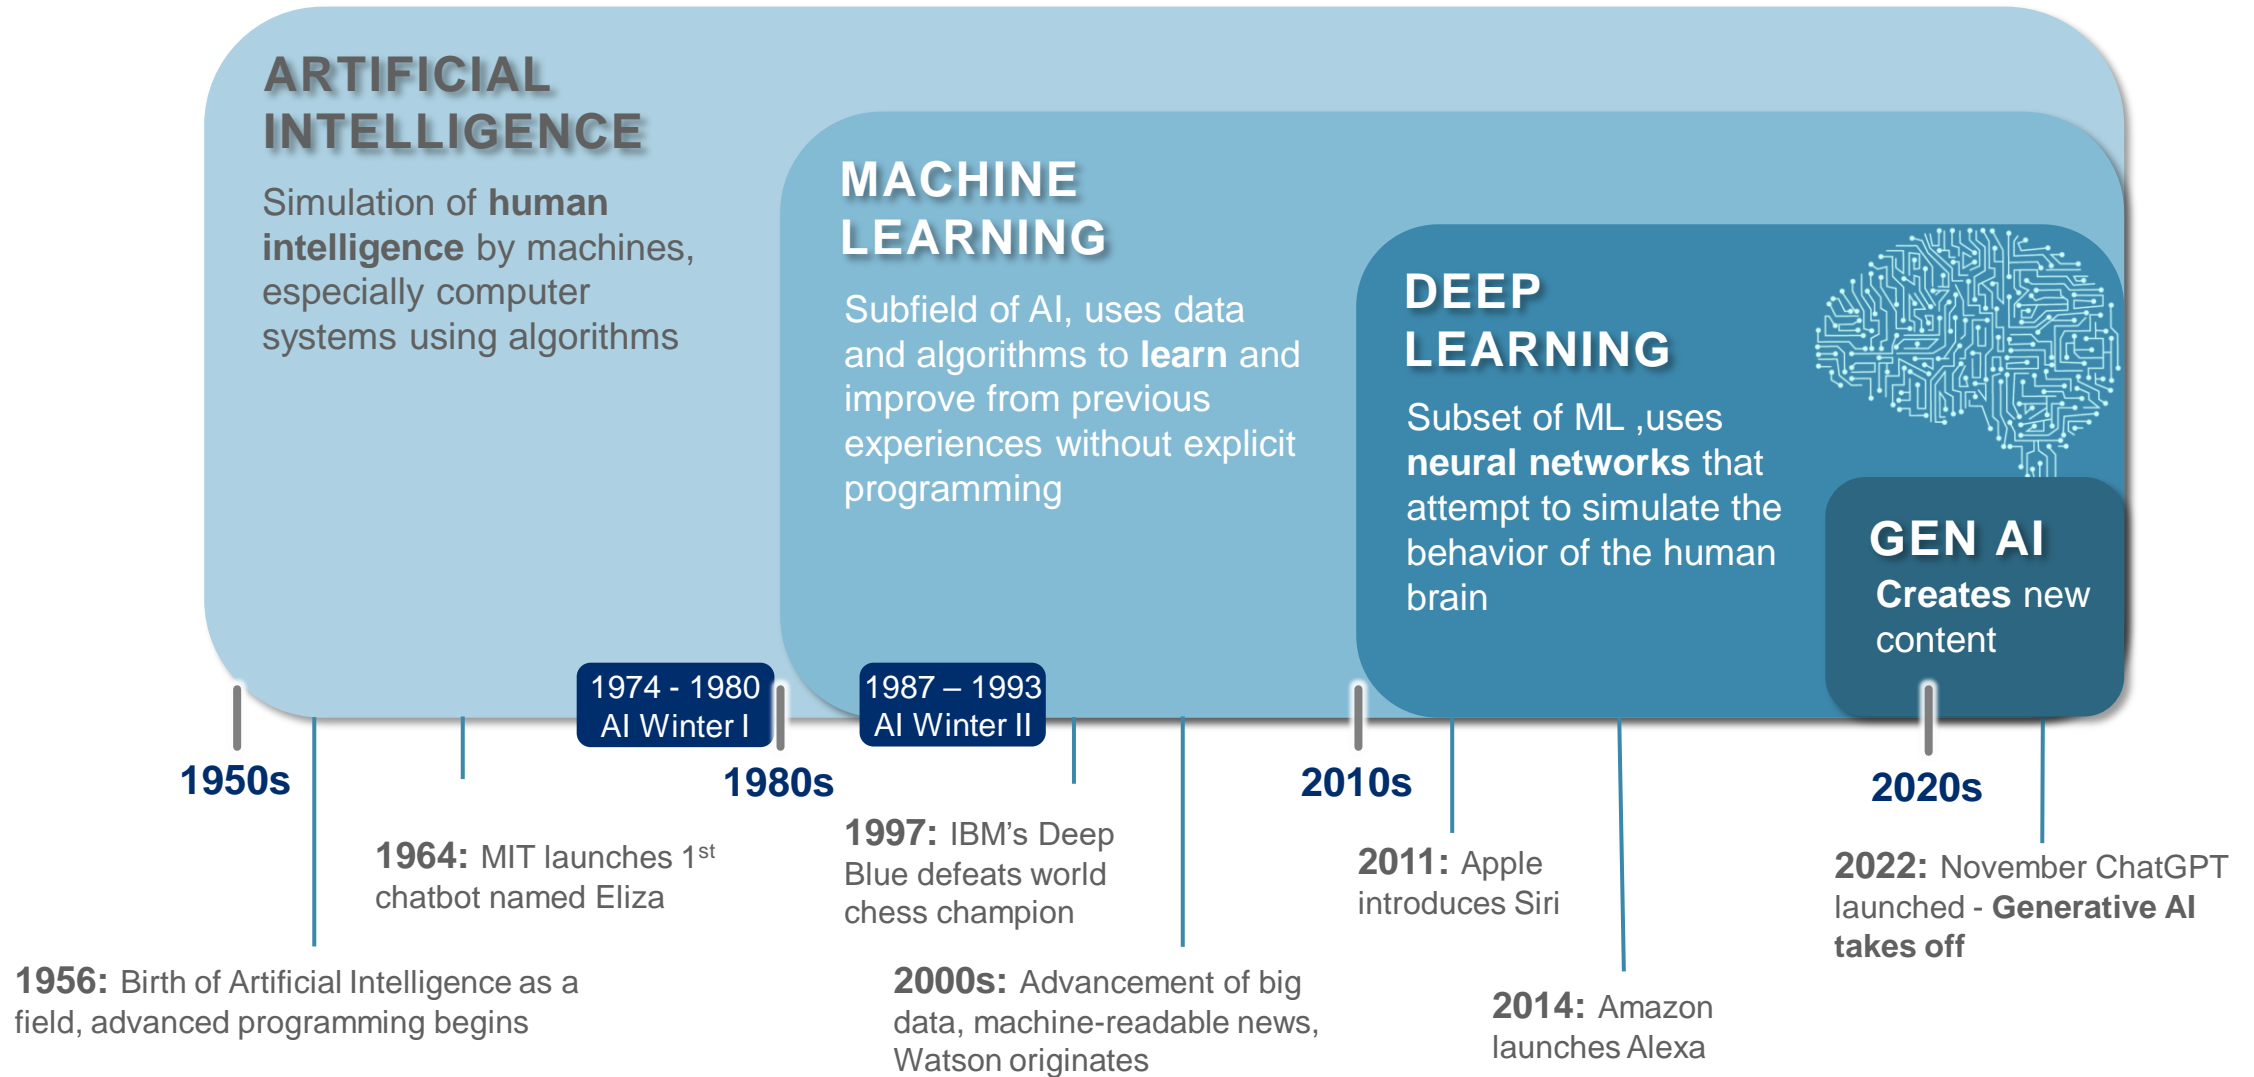 ARTIFICIAL
INTELLIGENCE
Simulation of human
intelligence by machines,
especially computer
systems using algorithms
MACHINE
LEARNING
Subfield of AI, uses data
and algorithms to learn and
improve from previous
experiences without explicit
programming
DEEP
LEARNING
Subset of ML ,uses
neural networks that
attempt to simulate the
behavior of the human
brain
GEN AI
Creates new
content
1974 - 1980
AI Winter I
1987 – 1993
AI Winter II
1950s
1980s
2010s
2020s
1956: Birth of Artificial Intelligence as a
field, advanced programming begins
1964: MIT launches 1st
chatbot named Eliza
1997: IBM’s Deep
Blue defeats world
chess champion
2000s: Advancement of big
data, machine-readable news,
Watson originates
2011: Apple
introduces Siri
2014: Amazon
launches Alexa
2022: November ChatGPT
launched - Generative AI
takes off